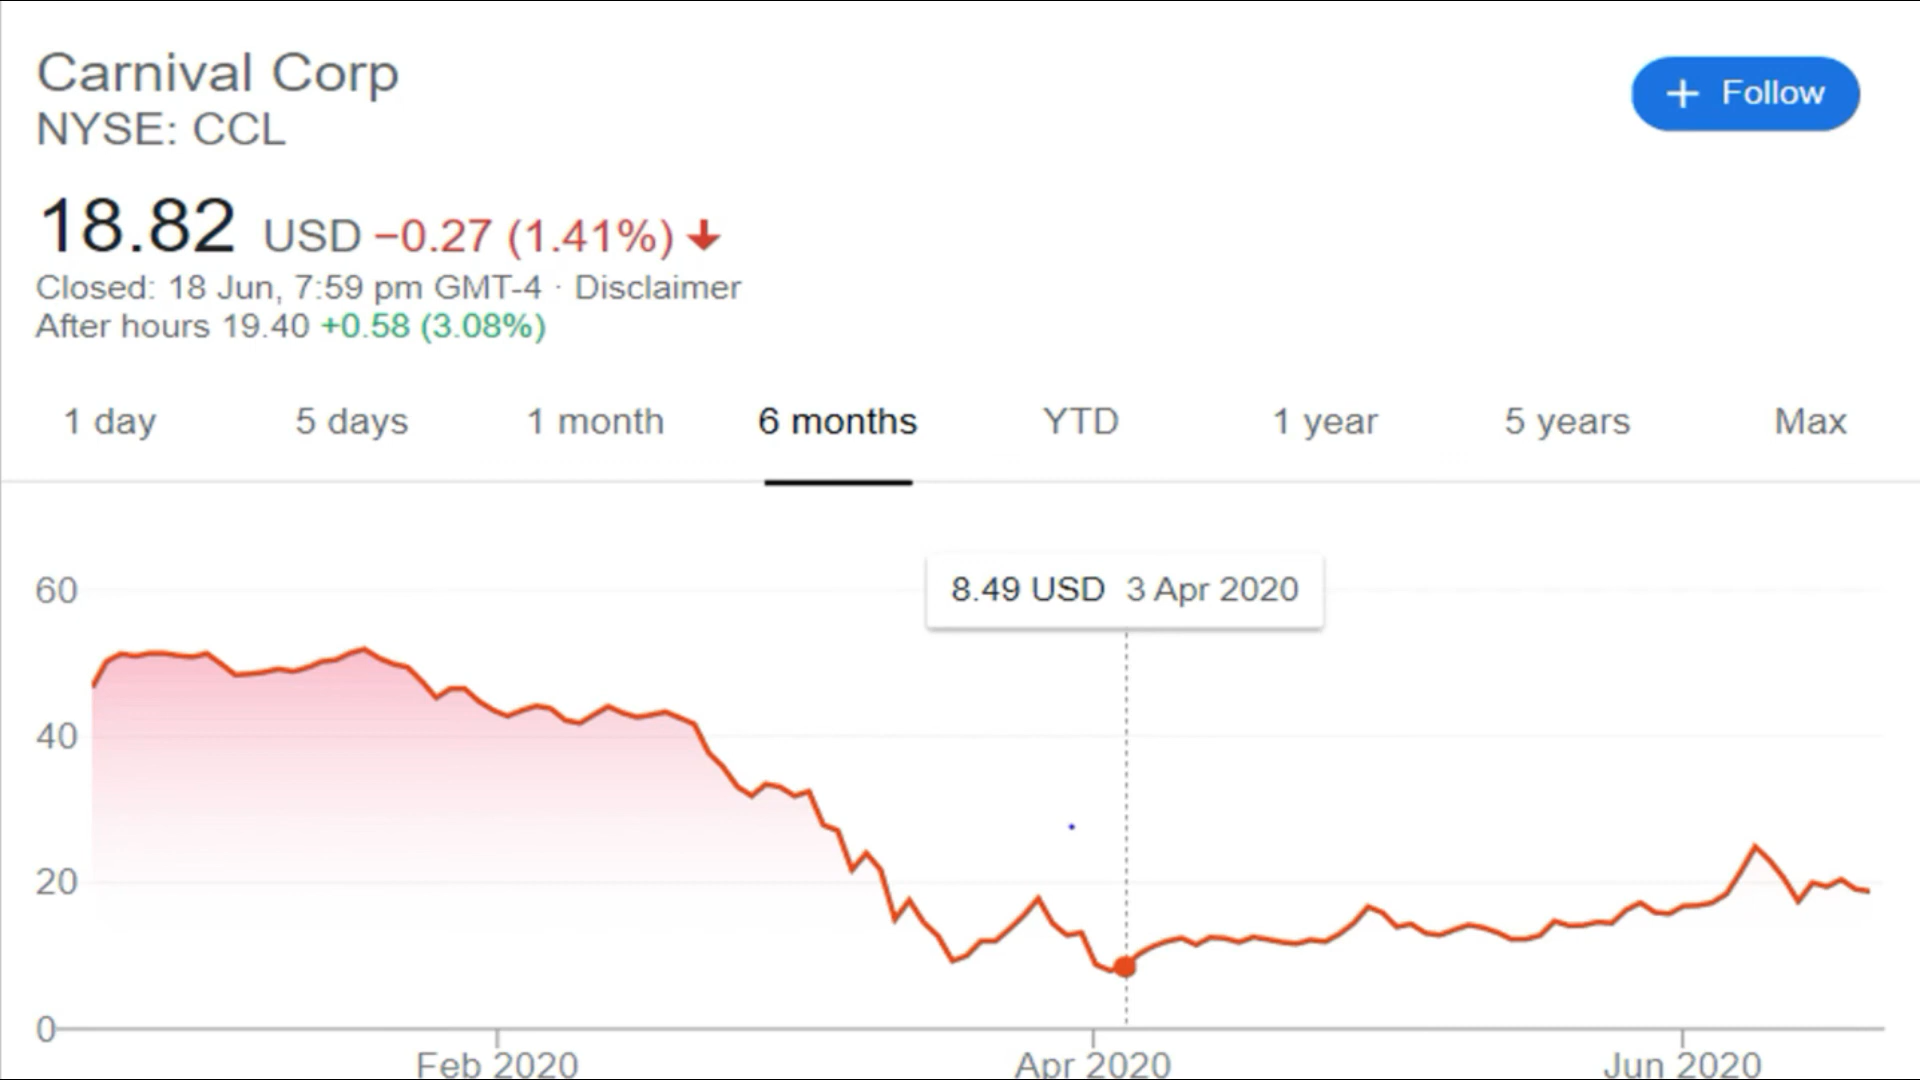 Carnival Corp
+ Follow
NYSE: CCL
18.82 USD −0.27 (1.41%)
Closed: 18 Jun, 7:59 pm GMT-4 · Disclaimer
After hours 19.40 +0.58 (3.08%)
1 day 5 days 1 month 6 months YTD 1 year 5 years Max
8.49 USD 3 Apr 2020
60
40
20
0
Feb 2020 Apr 2020 Jun 2020